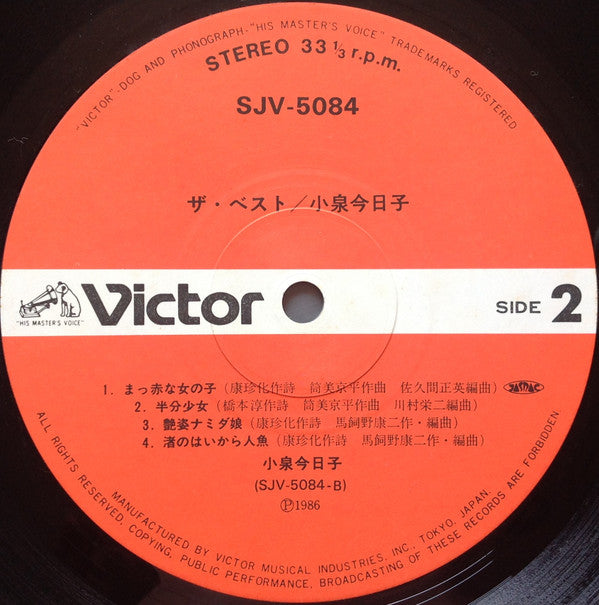 "VICTOR"-DOG AND PHONOGRAPH-"HIS MASTER'S VOICE" TRADEMARKS REGISTERED
STEREO 33 1/3 r.p.m.
SJV-5084
ザ・ベスト／小泉今日子
"HIS MASTER'S VOICE"
Victor
SIDE 2
1. まっ赤な女の子(康珍化作詩 筒美京平作曲 佐久間正英編曲) JASRAC
2. 半分少女(橋本淳作詩 筒美京平作曲 川村栄二編曲)
3. 艶姿ナミダ娘(康珍化作詩 馬飼野康二作・編曲)
4. 渚のはいから人魚(康珍化作詩 馬飼野康二作・編曲)
小泉今日子
(SJV-5084-B)
Ⓟ1986
MANUFACTURED BY VICTOR MUSICAL INDUSTRIES, INC., TOKYO, JAPAN.
ALL RIGHTS RESERVED. COPYING, PUBLIC PERFORMANCE, BROADCASTING OF THESE RECORDS ARE FORBIDDEN